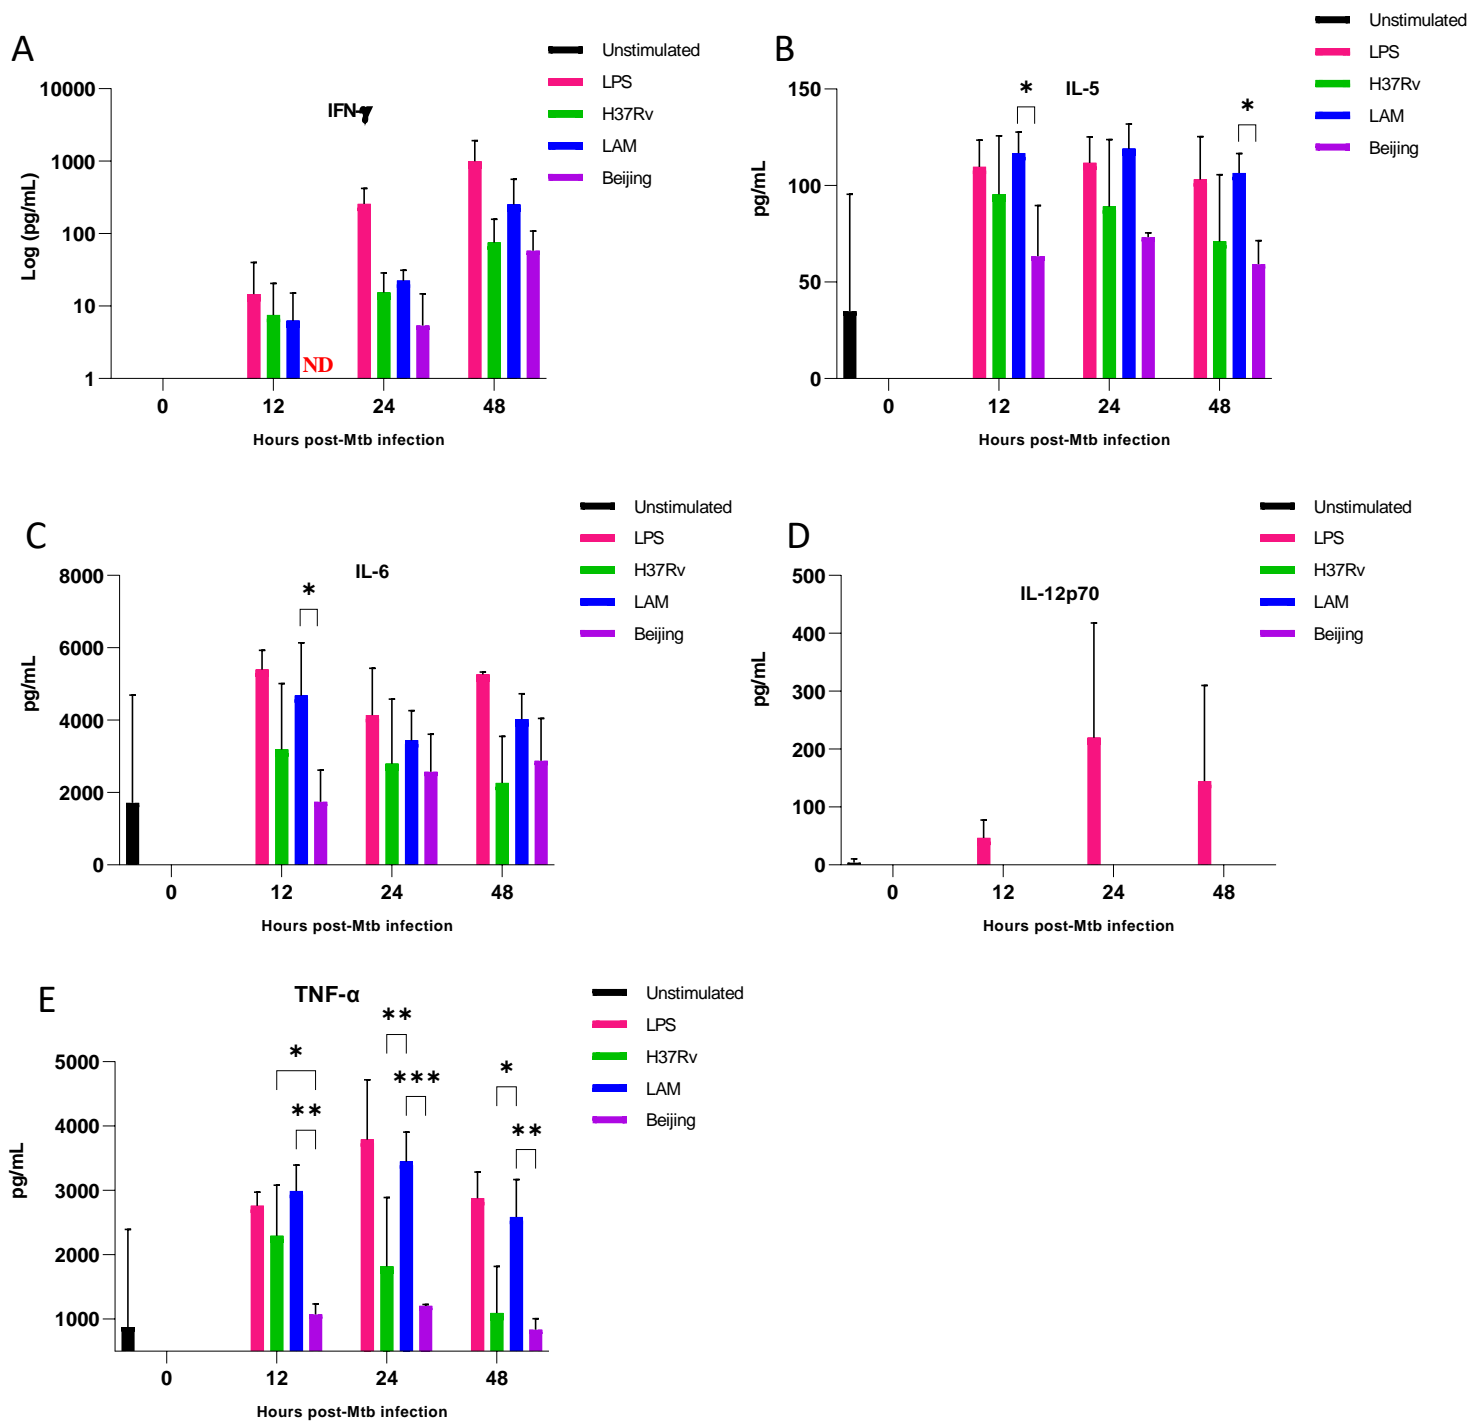 A
IFN-γ
Unstimulated
LPS
H37Rv
LAM
Beijing
Log (pg/mL)
10000
1000
100
10
1
ND
0 12 24 48
Hours post-Mtb infection
B
IL-5
Unstimulated
LPS
H37Rv
LAM
Beijing
pg/mL
150
100
50
0
* *
0 12 24 48
Hours post-Mtb infection
C
IL-6
Unstimulated
LPS
H37Rv
LAM
Beijing
pg/mL
8000
6000
4000
2000
0
*
0 12 24 48
Hours post-Mtb infection
D
IL-12p70
Unstimulated
LPS
H37Rv
LAM
Beijing
pg/mL
500
400
300
200
100
0
0 12 24 48
Hours post-Mtb infection
E
TNF-α
Unstimulated
LPS
H37Rv
LAM
Beijing
pg/mL
5000
4000
3000
2000
1000
*
**
**
***
*
**
0 12 24 48
Hours post-Mtb infection